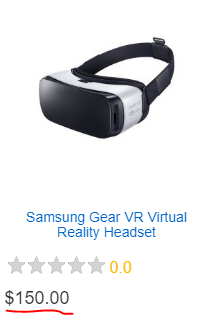 Samsung Gear VR Virtual
Reality Headset
0.0
$150.00